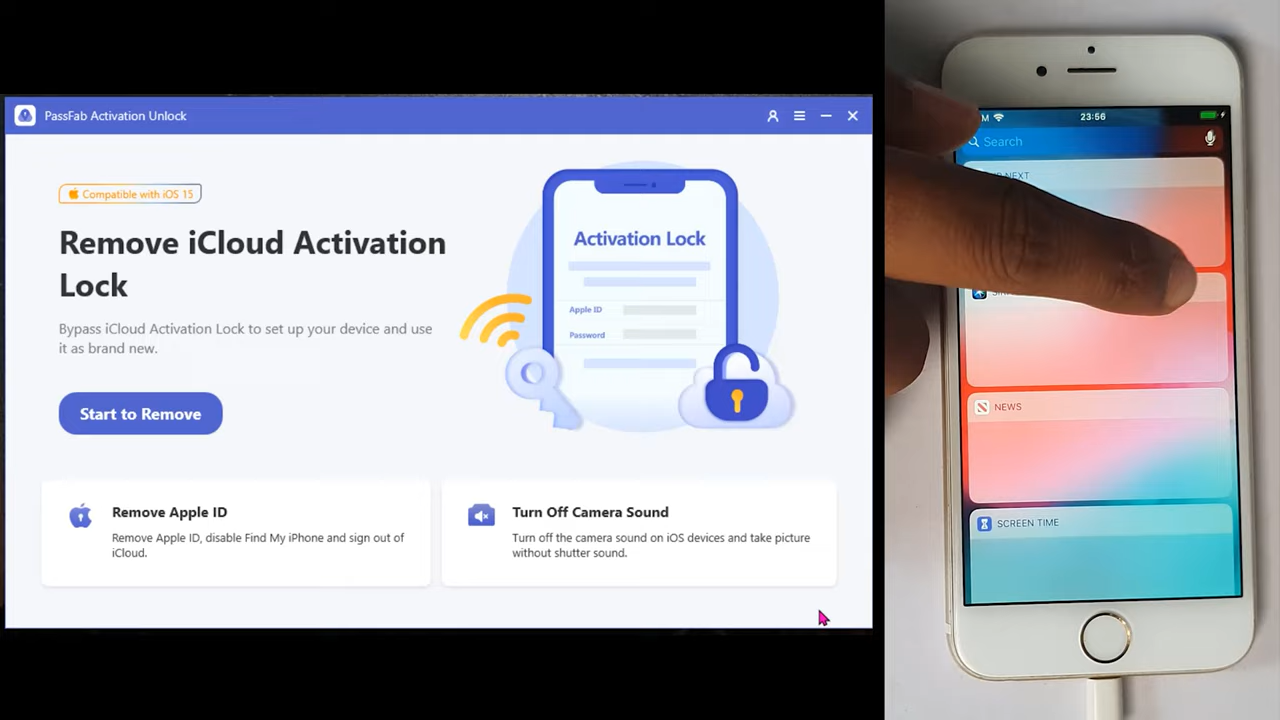 PassFab Activation Unlock
Compatible with iOS 15
Remove iCloud Activation
Lock
Bypass iCloud Activation Lock to set up your device and use
it as brand new.
Start to Remove
Activation Lock
Apple ID
Password
Remove Apple ID
Remove Apple ID, disable Find My iPhone and sign out of
iCloud.
Turn Off Camera Sound
Turn off the camera sound on iOS devices and take picture
without shutter sound.
23:56
Search
NEXT
NEWS
SCREEN TIME